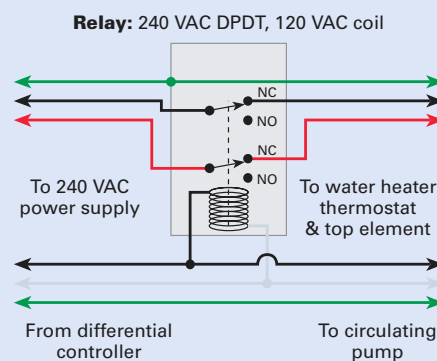 Relay: 240 VAC DPDT, 120 VAC coil
NC
NO
NC
NO
To 240 VAC
power supply
To water heater
thermostat
& top element
From differential
controller
To circulating
pump